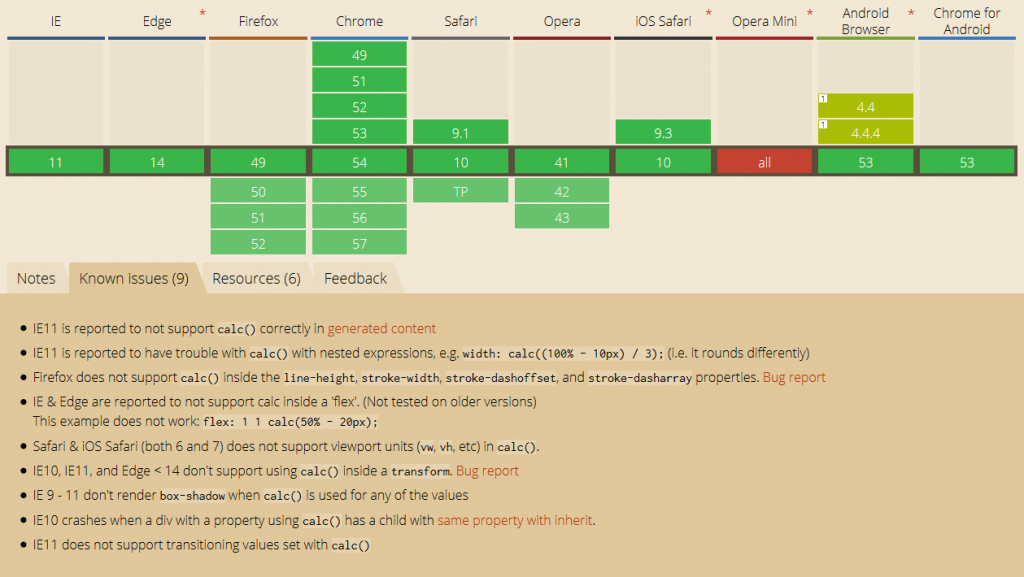 IE Edge * Firefox Chrome Safari Opera iOS Safari * Opera Mini * Android Browser * Chrome for Android
49
51
52 1 4.4
53 9.1 9.3 1 4.4.4
11 14 49 54 10 41 10 all 53 53
50 55 TP 42
51 56 43
52 57
Notes Known issues (9) Resources (6) Feedback
• IE11 is reported to not support calc() correctly in generated content
• IE11 is reported to have trouble with calc() with nested expressions, e.g. width: calc((100% - 10px) / 3); (i.e. it rounds differently)
• Firefox does not support calc() inside the line-height, stroke-width, stroke-dashoffset, and stroke-dasharray properties. Bug report
• IE & Edge are reported to not support calc inside a 'flex'. (Not tested on older versions)
This example does not work: flex: 1 1 calc(50% - 20px);
• Safari & iOS Safari (both 6 and 7) does not support viewport units (vw, vh, etc) in calc().
• IE10, IE11, and Edge < 14 don't support using calc() inside a transform. Bug report
• IE 9 - 11 don't render box-shadow when calc() is used for any of the values
• IE10 crashes when a div with a property using calc() has a child with same property with inherit.
• IE11 does not support transitioning values set with calc()